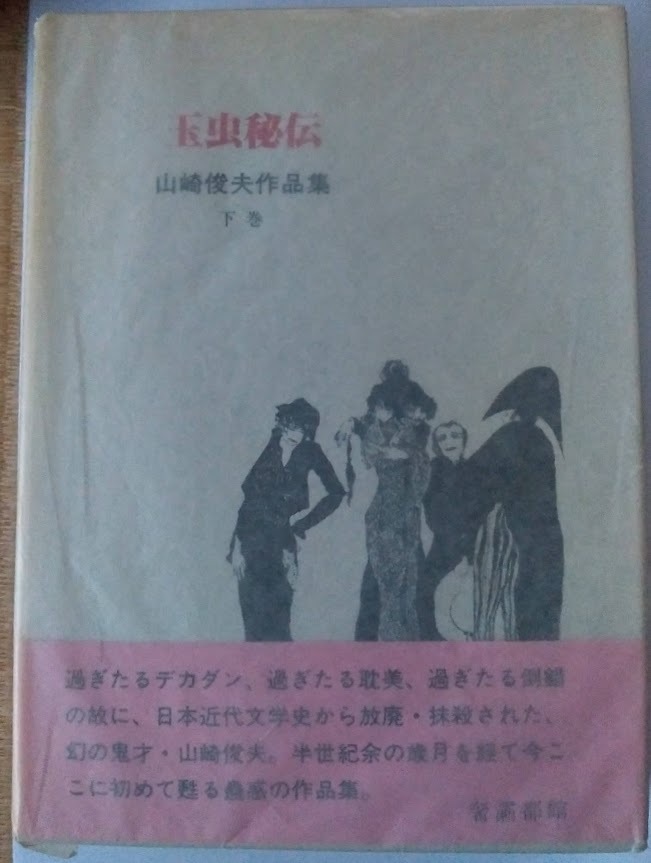 玉虫秘伝
山崎俊夫作品集
下巻
過ぎたるデカダン、過ぎたる耽美、過ぎたる倒錯
の故に、日本近代文学史から放廃・抹殺された、
幻の鬼才・山崎俊夫。半世紀余の歳月を経て今こ
こに初めて甦る蠱惑の作品集。
奢灞都館